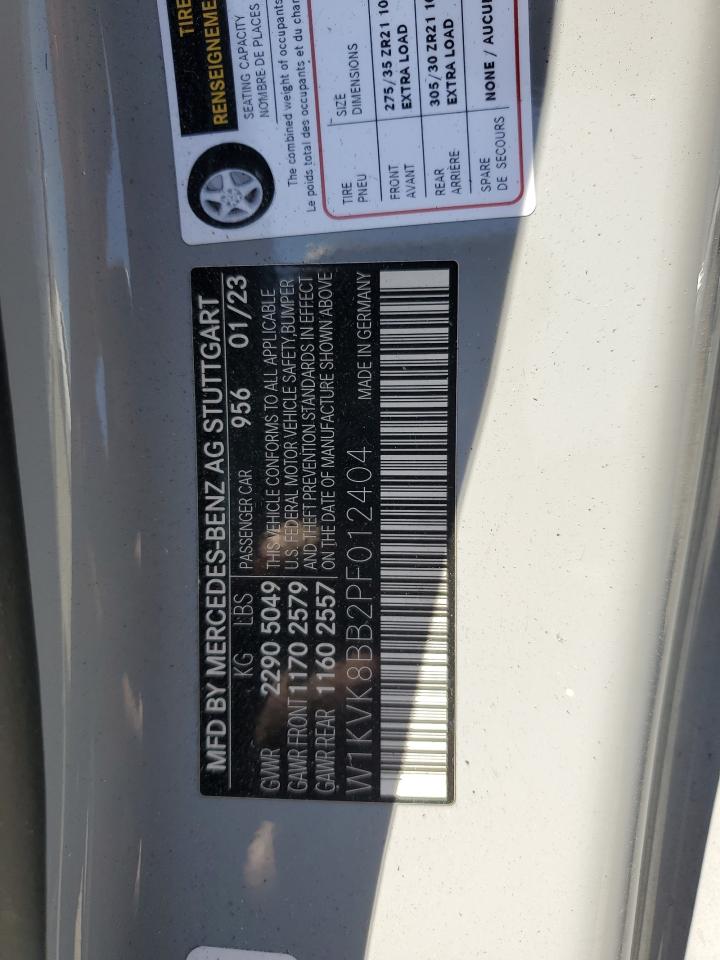 MFD BY MERCEDES-BENZ AG STUTTGART
KG LBS PASSENGER CAR 956 01/23
GVWR 2290 5049 THIS VEHICLE CONFORMS TO ALL APPLICABLE
U.S. FEDERAL MOTOR VEHICLE SAFETY, BUMPER
GAWR FRONT 1170 2579 AND THEFT PREVENTION STANDARDS IN EFFECT
GAWR REAR 1160 2557 ON THE DATE OF MANUFACTURE SHOWN ABOVE
W1KVK8BB2PF012404 MADE IN GERMANY
TIRE
SEATING CAPACITY
NOMBRE DE PLACES
The combined weight of occupants
Le poids total des occupants et du
TIRE SIZE
PNEU DIMENSIONS
FRONT 275/35 ZR21
AVANT EXTRA LOAD
REAR 305/30 ZR21
ARRIÈRE EXTRA LOAD
SPARE NONE /
DE SECOURS